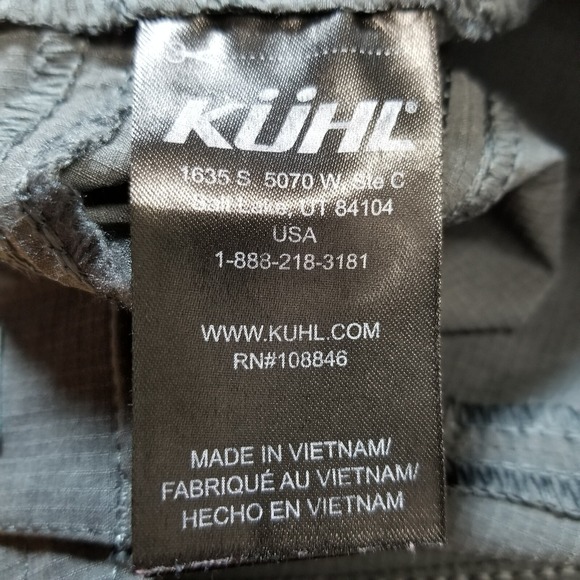 KÜHL®
1635 S 5070 W, Ste C
Salt Lake, UT 84104
USA
1-888-218-3181
WWW.KUHL.COM
RN#108846
MADE IN VIETNAM/
FABRIQUÉ AU VIETNAM/
HECHO EN VIETNAM